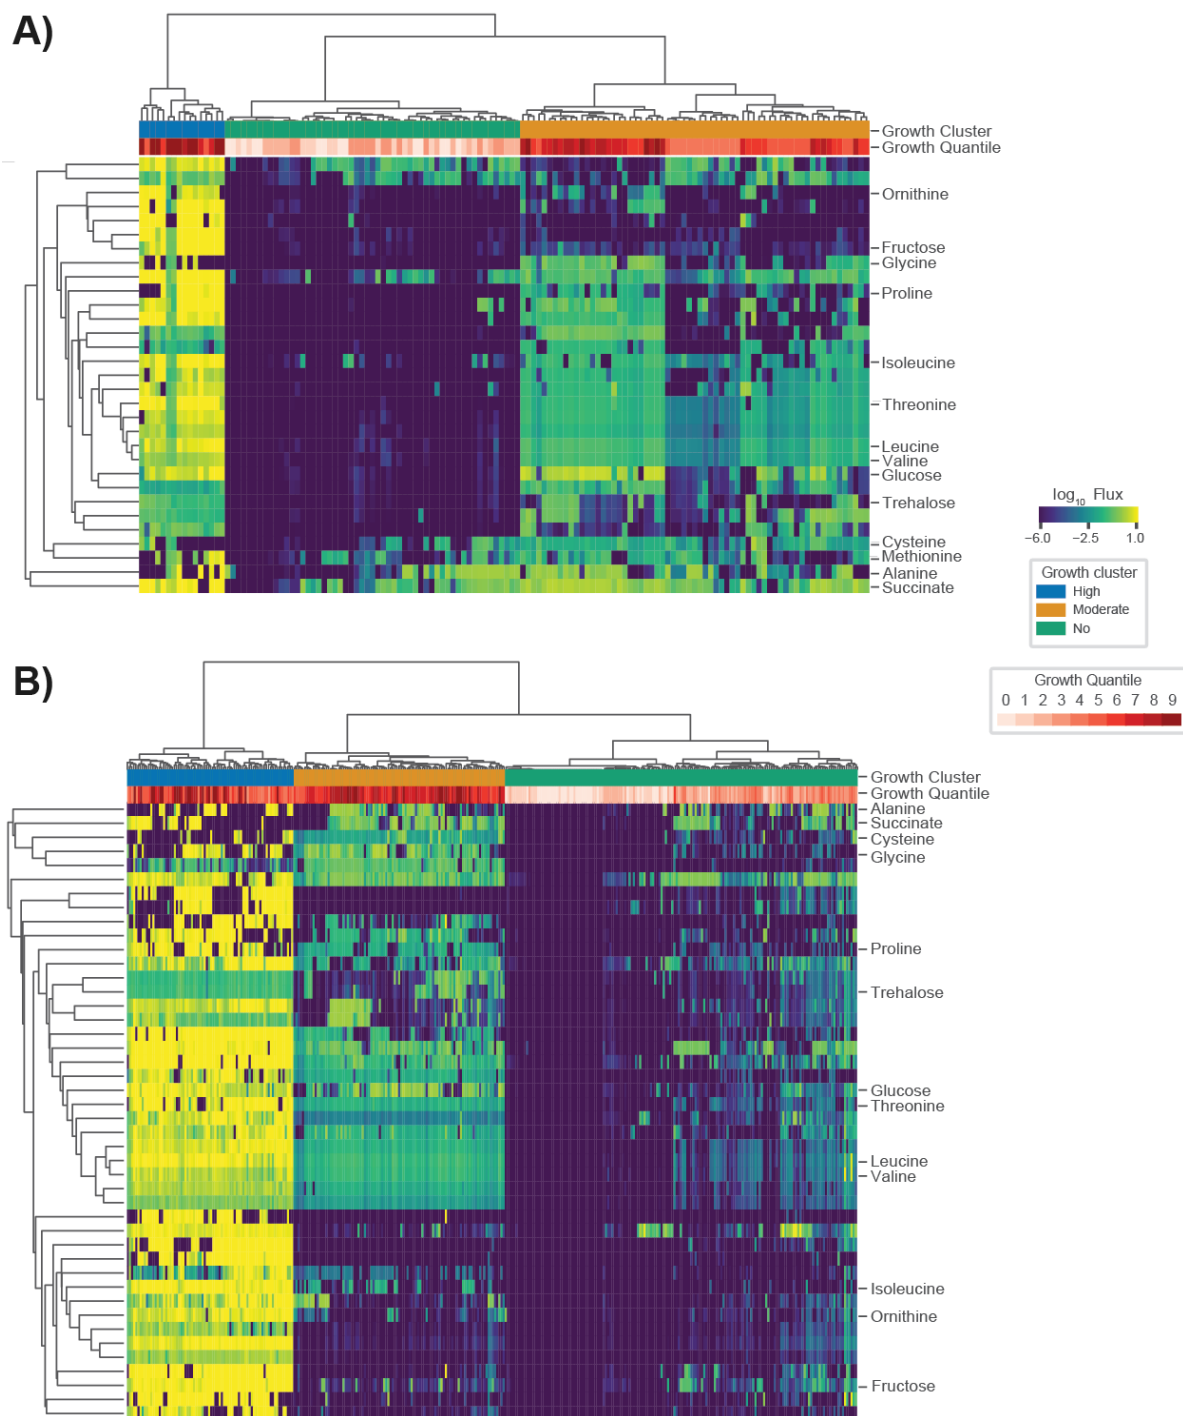 A)
Growth Cluster
Growth Quantile
Ornithine
Fructose
Glycine
Proline
Isoleucine
Threonine
Leucine
Valine
Glucose
Trehalose
Cysteine
Methionine
Alanine
Succinate
log10 Flux
−6.0 −2.5 1.0
Growth cluster
High
Moderate
No
B)
Growth Quantile
0 1 2 3 4 5 6 7 8 9
Growth Cluster
Growth Quantile
Alanine
Succinate
Cysteine
Glycine
Proline
Trehalose
Glucose
Threonine
Leucine
Valine
Isoleucine
Ornithine
Fructose